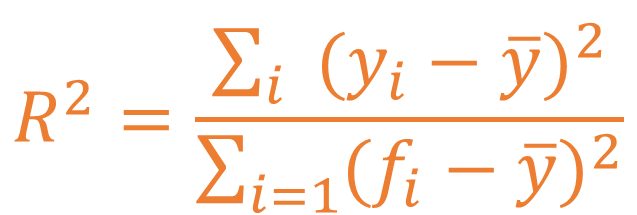 R² = ∑ᵢ (yᵢ − ȳ)² / ∑ᵢ₌₁(fᵢ − ȳ)²